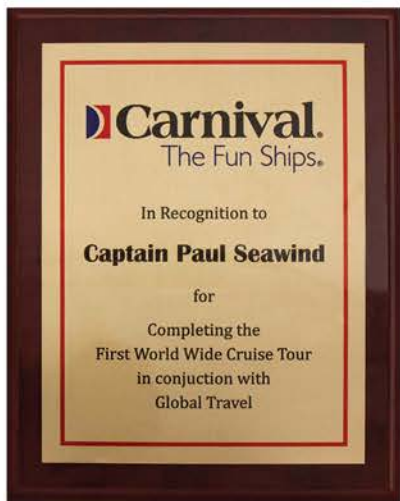 Carnival.
The Fun Ships®
In Recognition to
Captain Paul Seawind
for
Completing the
First World Wide Cruise Tour
in conjuction with
Global Travel